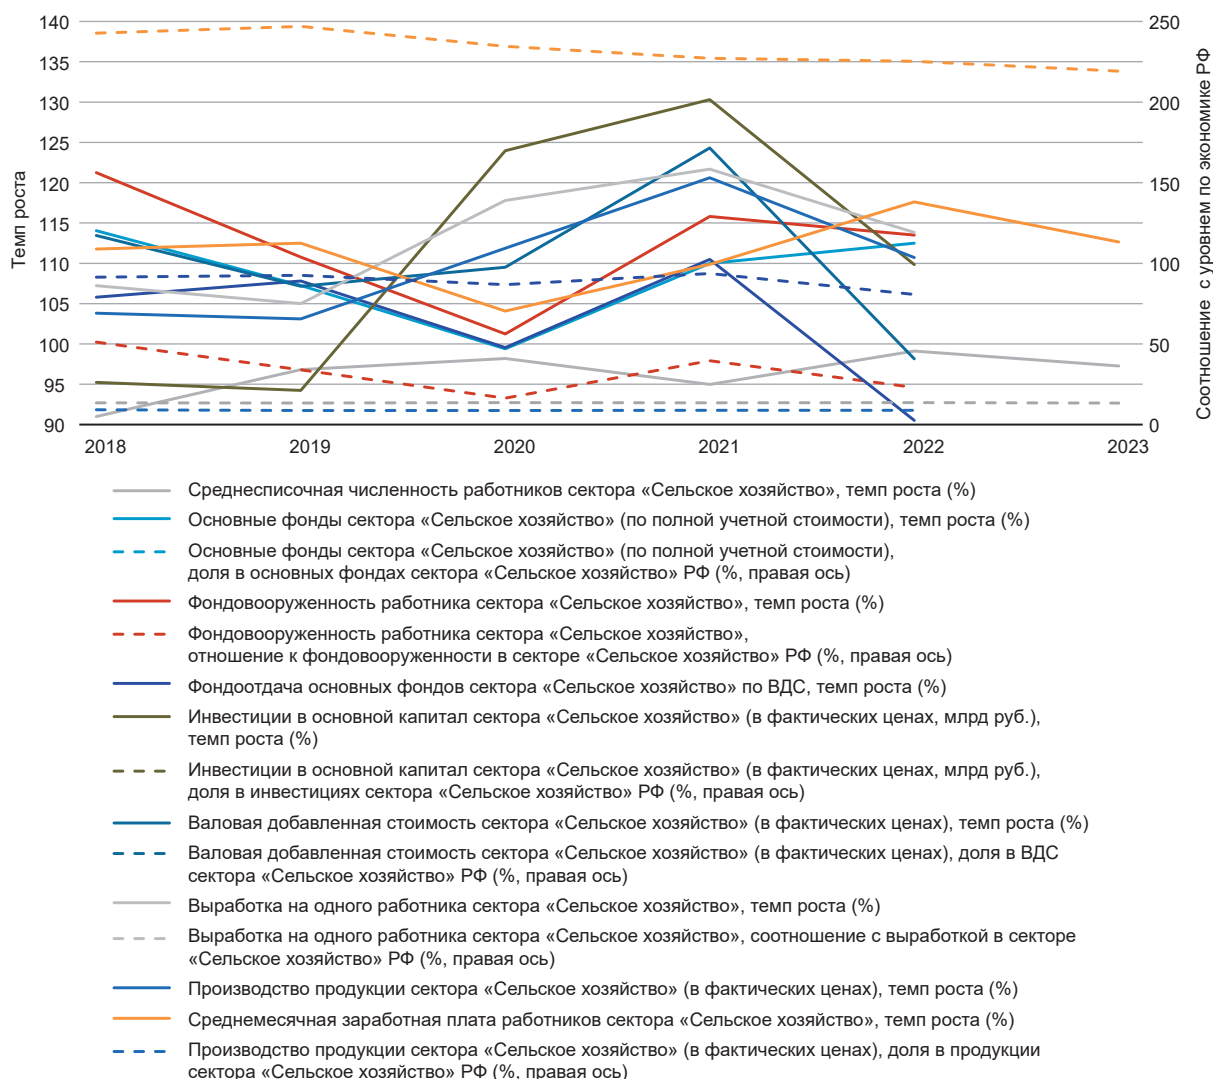 140
135
130
125
120
115
110
105
100
95
90
Темп роста
250
200
150
100
50
0
Соотношение с уровнем по экономике РФ
2018 2019 2020 2021 2022 2023
Среднесписочная численность работников сектора «Сельское хозяйство», темп роста (%)
Основные фонды сектора «Сельское хозяйство» (по полной учетной стоимости), темп роста (%)
Основные фонды сектора «Сельское хозяйство» (по полной учетной стоимости),
доля в основных фондах сектора «Сельское хозяйство» РФ (%, правая ось)
Фондовооруженность работника сектора «Сельское хозяйство», темп роста (%)
Фондовооруженность работника сектора «Сельское хозяйство»,
отношение к фондовооруженности в секторе «Сельское хозяйство» РФ (%, правая ось)
Фондоотдача основных фондов сектора «Сельское хозяйство» по ВДС, темп роста (%)
Инвестиции в основной капитал сектора «Сельское хозяйство» (в фактических ценах, млрд руб.),
темп роста (%)
Инвестиции в основной капитал сектора «Сельское хозяйство» (в фактических ценах, млрд руб.),
доля в инвестициях сектора «Сельское хозяйство» РФ (%, правая ось)
Валовая добавленная стоимость сектора «Сельское хозяйство» (в фактических ценах), темп роста (%)
Валовая добавленная стоимость сектора «Сельское хозяйство» (в фактических ценах), доля в ВДС
сектора «Сельское хозяйство» РФ (%, правая ось)
Выработка на одного работника сектора «Сельское хозяйство», темп роста (%)
Выработка на одного работника сектора «Сельское хозяйство», соотношение с выработкой в секторе
«Сельское хозяйство» РФ (%, правая ось)
Производство продукции сектора «Сельское хозяйство» (в фактических ценах), темп роста (%)
Среднемесячная заработная плата работников сектора «Сельское хозяйство», темп роста (%)
Производство продукции сектора «Сельское хозяйство» (в фактических ценах), доля в продукции
сектора «Сельское хозяйство» РФ (%, правая ось)